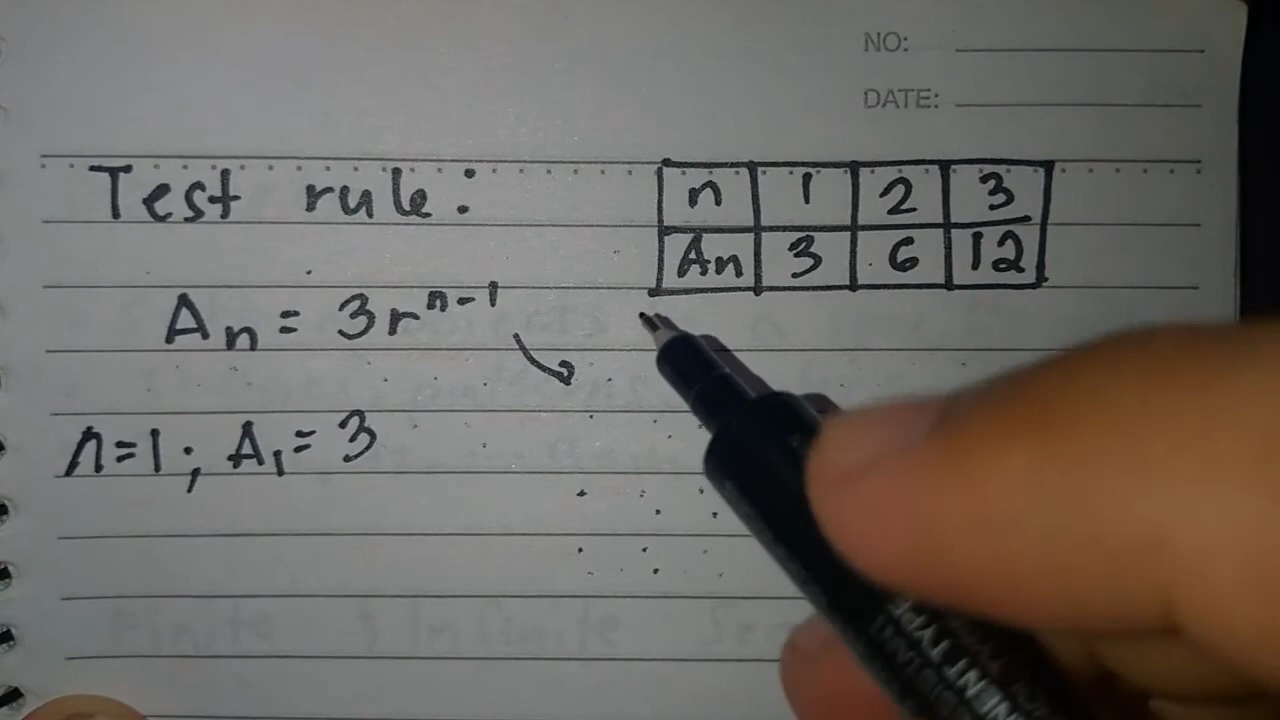 NO:
DATE:
Test rule:
n 1 2 3
An 3 6 12
An = 3r^n-1
n=1; A1 = 3